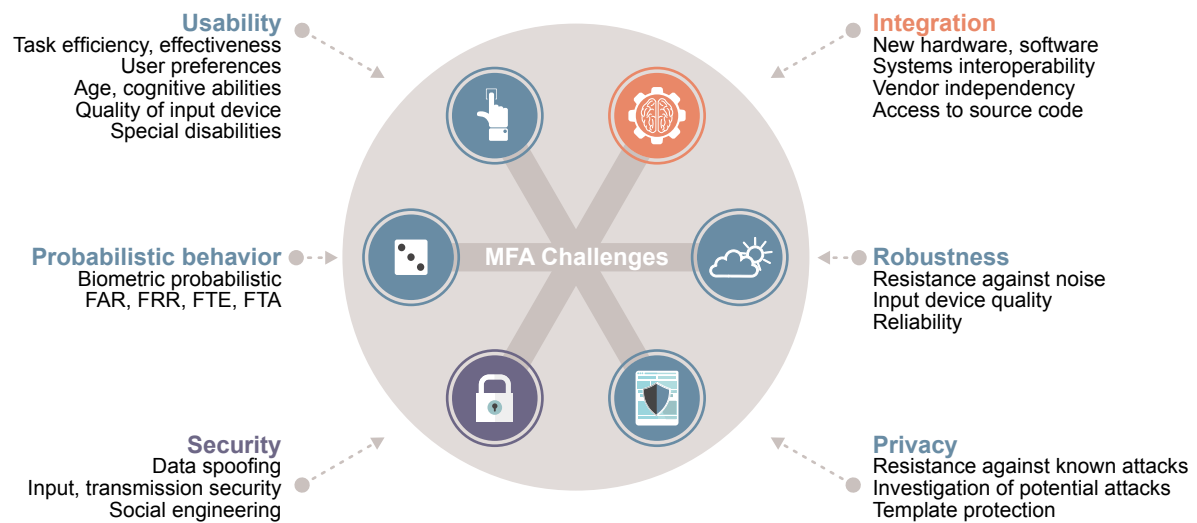 Usability
Task efficiency, effectiveness
User preferences
Age, cognitive abilities
Quality of input device
Special disabilities
Integration
New hardware, software
Systems interoperability
Vendor independency
Access to source code
Probabilistic behavior
Biometric probabilistic
FAR, FRR, FTE, FTA
MFA Challenges
Robustness
Resistance against noise
Input device quality
Reliability
Security
Data spoofing
Input, transmission security
Social engineering
Privacy
Resistance against known attacks
Investigation of potential attacks
Template protection